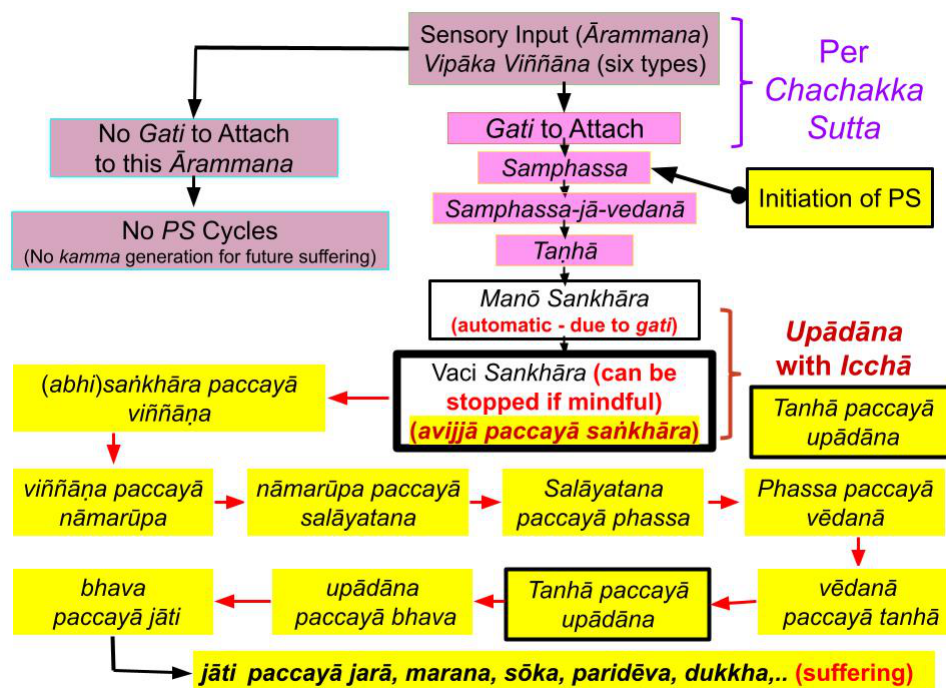 Sensory Input (Ārammana)
Vipāka Viññāna (six types)
Per
Chachakka
Sutta
No Gati to Attach
to this Ārammana
Gati to Attach
Samphassa
Initiation of PS
Samphassa-jā-vedanā
No PS Cycles
(No kamma generation for future suffering)
Taṇhā
Manō Sankhāra
(automatic - due to gati)
Upādāna
with Icchā
Vaci Sankhāra (can be
stopped if mindful)
(avijjā paccayā saṅkhāra)
(abhi)saṅkhāra paccayā
viññāṇa
Tanhā paccayā
upādāna
viññāṇa paccayā
nāmarūpa
nāmarūpa paccayā
salāyatana
Salāyatana
paccayā phassa
Phassa paccayā
vēdanā
bhava
paccayā jāti
upādāna
paccayā bhava
Tanhā paccayā
upādāna
vēdanā
paccayā tanhā
jāti paccayā jarā, marana, sōka, paridēva, dukkha,.. (suffering)